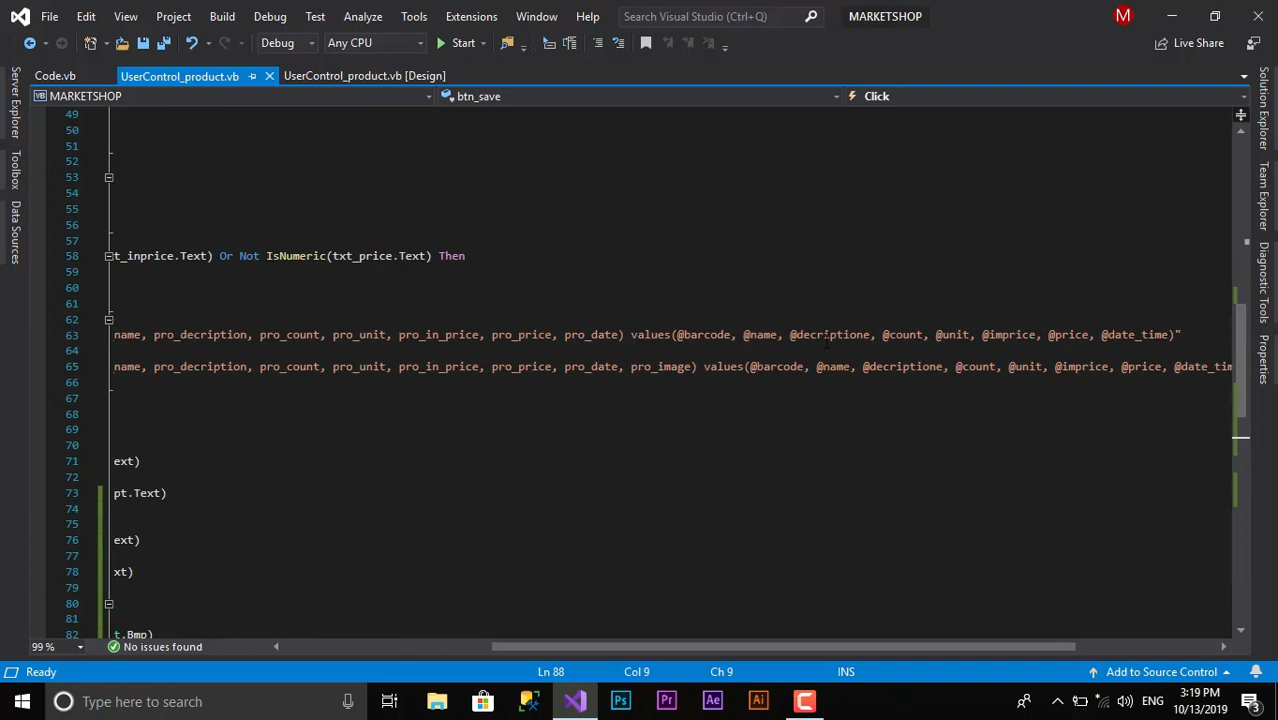 File Edit View Project Build Debug Test Analyze Tools Extensions Window Help Search Visual Studio (Ctrl+Q) MARKETSHOP M
Debug Any CPU Start Live Share
Code.vb UserControl_product.vb UserControl_product.vb [Design]
VB MARKETSHOP btn_save Click
Server Explorer
Toolbox
Data Sources
Solution Explorer
Team Explorer
Diagnostic Tools
Properties
49
50
51
52
53
54
55
56
57
58 t_inprice.Text) Or Not IsNumeric(txt_price.Text) Then
59
60
61
62
63 name, pro_decription, pro_count, pro_unit, pro_in_price, pro_price, pro_date) values(@barcode, @name, @decriptione, @count, @unit, @imprice, @price, @date_time)"
64
65 name, pro_decription, pro_count, pro_unit, pro_in_price, pro_price, pro_date, pro_image) values(@barcode, @name, @decriptione, @count, @unit, @imprice, @price, @date_tim
66
67
68
69
70
71 ext)
72
73 pt.Text)
74
75
76 ext)
77
78 xt)
79
80
81
82 t.Bmp)
99 % No issues found
Ready Ln 88 Col 9 Ch 9 INS Add to Source Control
Type here to search Ps Pr Ae Ai ENG 3:19 PM
10/13/2019 3